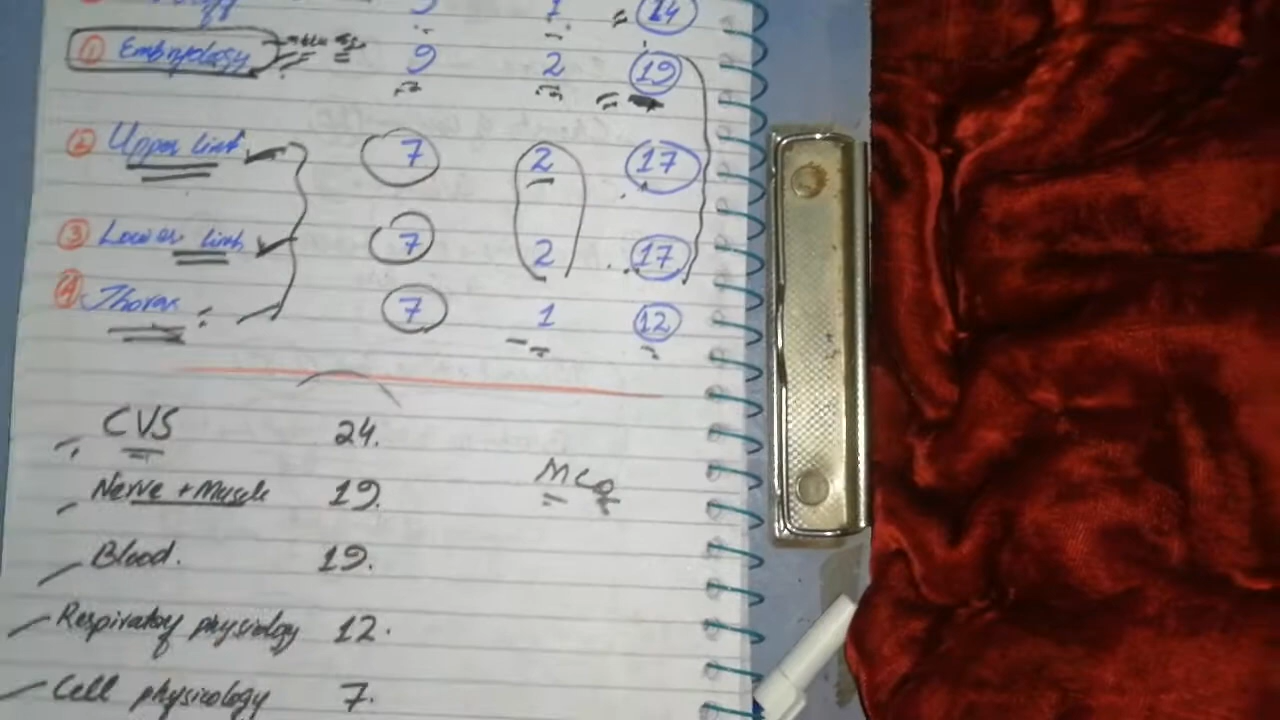 14
① Embryology 9 2 19
② Upper limb 7 2 17
③ Lower limb 7 2 17
④ Thorax 7 1 12
CVS 24.
Nerve + Muscle 19.
MCQ
Blood. 19.
Respiratory physiology 12.
Cell physiology 7.